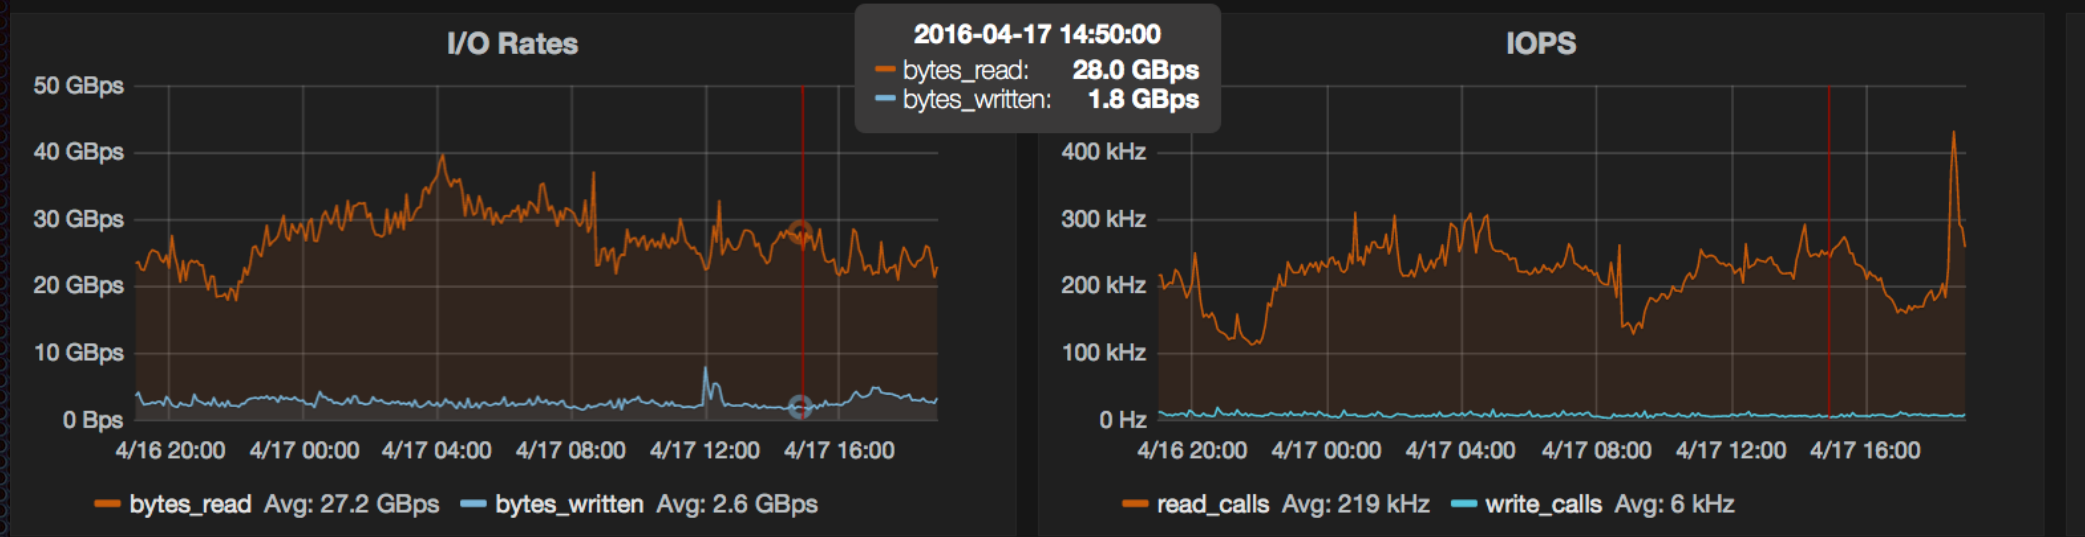 I/O Rates
50 GBps
40 GBps
30 GBps
20 GBps
10 GBps
0 Bps
4/16 20:00 4/17 00:00 4/17 04:00 4/17 08:00 4/17 12:00 4/17 16:00
bytes_read Avg: 27.2 GBps bytes_written Avg: 2.6 GBps
2016-04-17 14:50:00
bytes_read: 28.0 GBps
bytes_written: 1.8 GBps
IOPS
400 kHz
300 kHz
200 kHz
100 kHz
0 Hz
4/16 20:00 4/17 00:00 4/17 04:00 4/17 08:00 4/17 12:00 4/17 16:00
read_calls Avg: 219 kHz write_calls Avg: 6 kHz